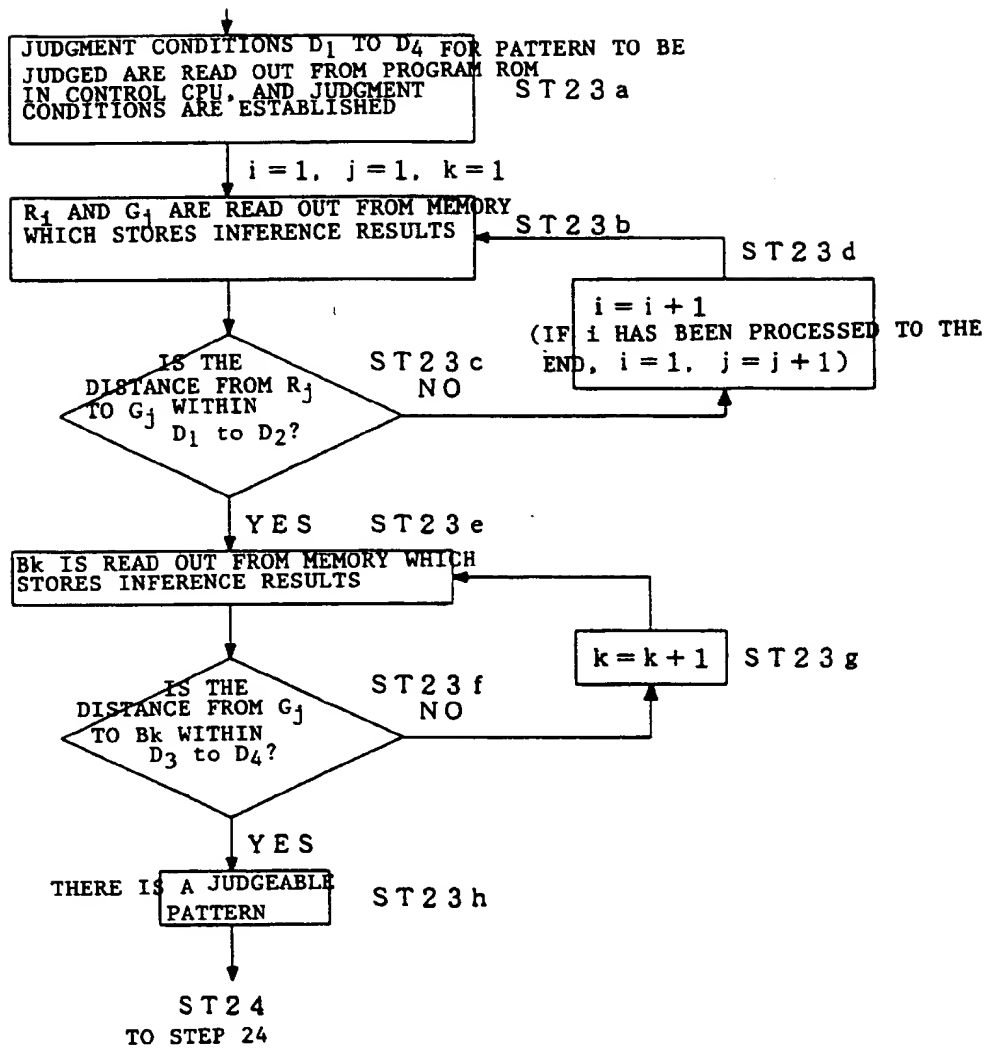 JUDGMENT CONDITIONS D1 TO D4 FOR PATTERN TO BE
JUDGED ARE READ OUT FROM PROGRAM ROM
IN CONTROL CPU, AND JUDGMENT
CONDITIONS ARE ESTABLISHED
ST23a
i=1, j=1, k=1
Ri AND Gj ARE READ OUT FROM MEMORY
WHICH STORES INFERENCE RESULTS
ST23b
ST23d
i=i+1
(IF i HAS BEEN PROCESSED TO THE
END, i=1, j=j+1)
IS THE
DISTANCE FROM Rj
TO Gj WITHIN
D1 to D2?
ST23c
NO
YES
ST23e
Bk IS READ OUT FROM MEMORY WHICH
STORES INFERENCE RESULTS
k=k+1
ST23g
IS THE
DISTANCE FROM Gj
TO Bk WITHIN
D3 to D4?
ST23f
NO
YES
THERE IS A JUDGEABLE
PATTERN
ST23h
ST24
TO STEP 24